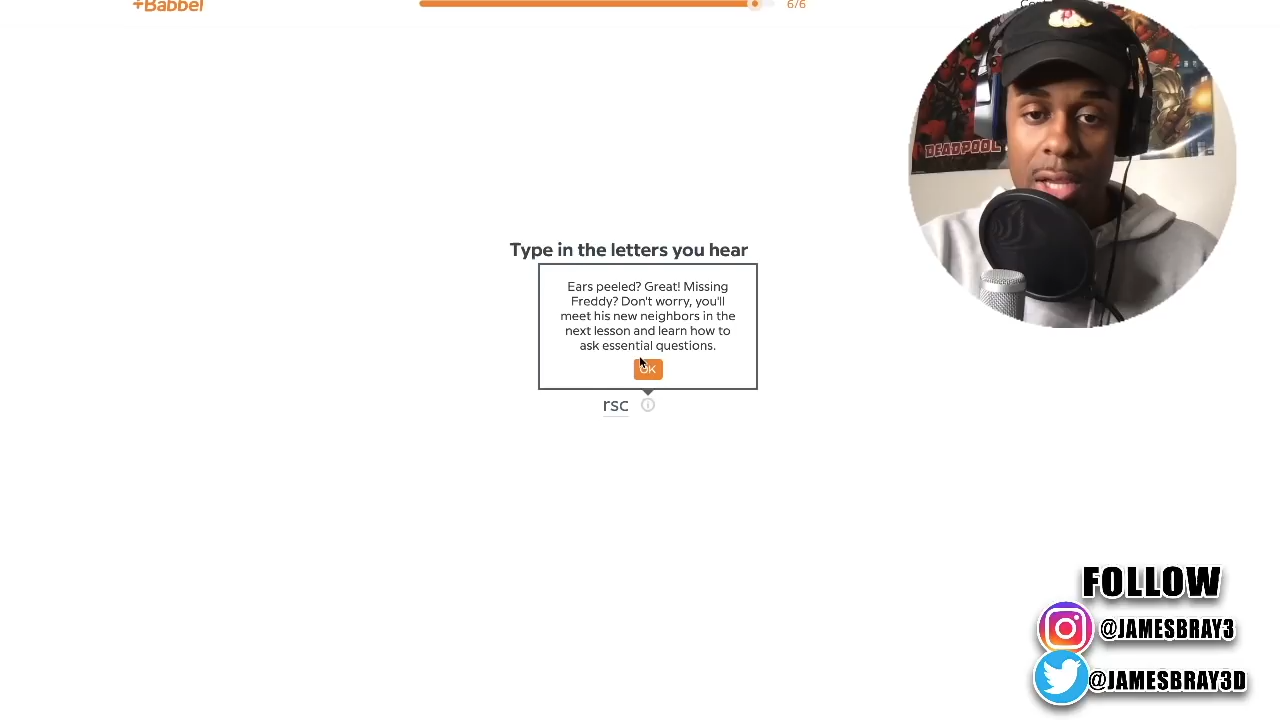 +Babbel
6/6
DEADPOOL
Type in the letters you hear
Ears peeled? Great! Missing
Freddy? Don't worry, you'll
meet his new neighbors in the
next lesson and learn how to
ask essential questions.
OK
rsc
FOLLOW
@JAMESBRAY3
@JAMESBRAY3D